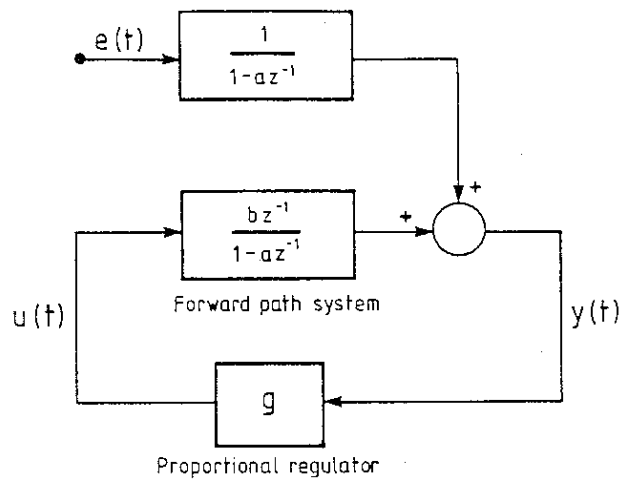 e(t)
1
1-az⁻¹
+
bz⁻¹
1-az⁻¹
+
Forward path system
u(t)
y(t)
g
Proportional regulator